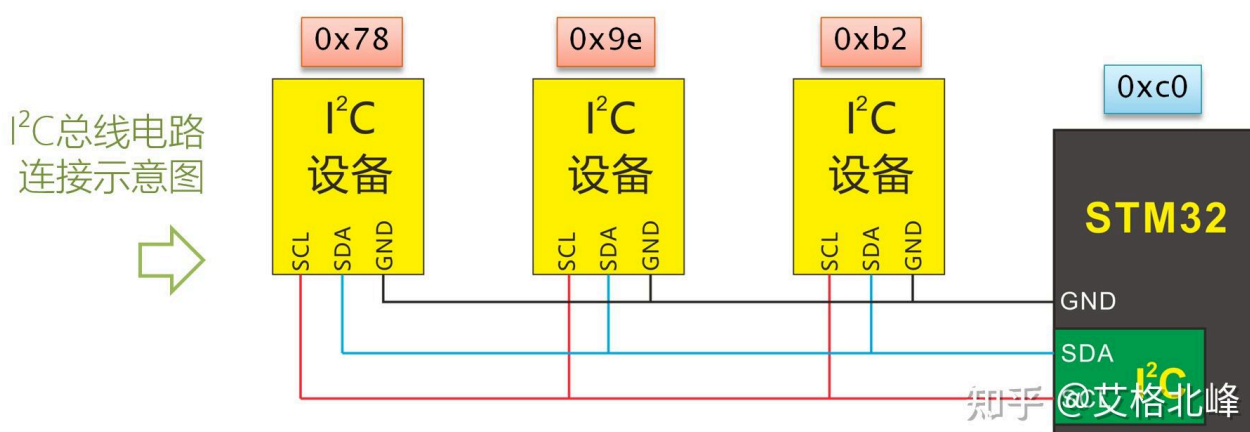 0x78
0x9e
0xb2
0xc0
I²C总线电路
连接示意图
I²C
设备
SCL
SDA
GND
I²C
设备
SCL
SDA
GND
I²C
设备
SCL
SDA
GND
STM32
GND
SDA
I²C
SCL
知乎 @艾格北峰